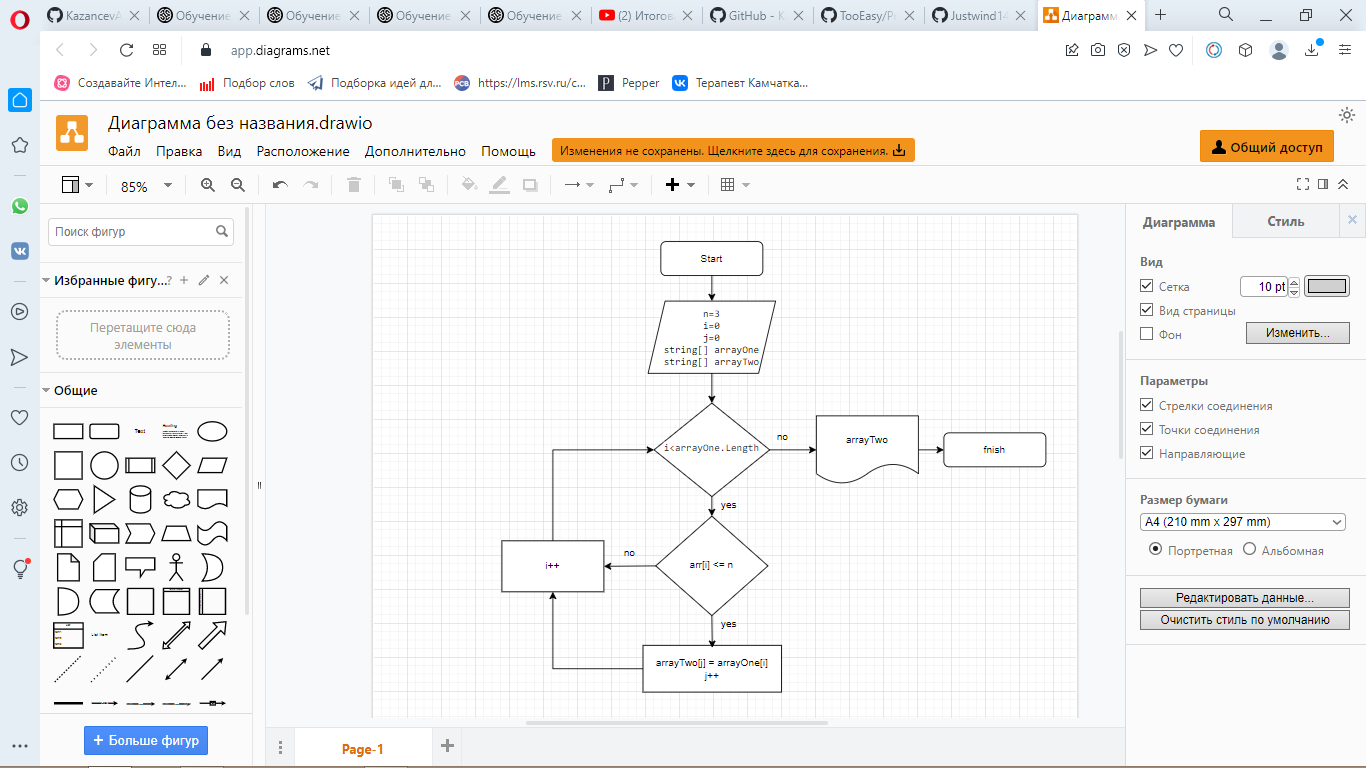 KazancevA
Обучение
Обучение
Обучение
Обучение
(2) Итогов
GitHub - K
TooEasy/P
Justwind14
Диаграмм
app.diagrams.net
Создавайте Интел...
Подбор слов
Подборка идей дл...
https://lms.rsv.ru/c...
Pepper
Терапевт Камчатка...
Диаграмма без названия.drawio
Файл Правка Вид Расположение Дополнительно Помощь
Изменения не сохранены. Щелкните здесь для сохранения.
Общий доступ
85%
Поиск фигур
Избранные фигу...?
Перетащите сюда
элементы
Общие
Text
Heading
List Item
Больше фигур
Start
n=3
i=0
j=0
string[] arrayOne
string[] arrayTwo
i<arrayOne.Length
no
arrayTwo
fnish
yes
arr[i] <= n
no
i++
yes
arrayTwo[j] = arrayOne[i]
j++
Page-1
Диаграмма
Стиль
Вид
Сетка
10 pt
Вид страницы
Фон
Изменить...
Параметры
Стрелки соединения
Точки соединения
Направляющие
Размер бумаги
A4 (210 mm x 297 mm)
Портретная
Альбомная
Редактировать данные...
Очистить стиль по умолчанию